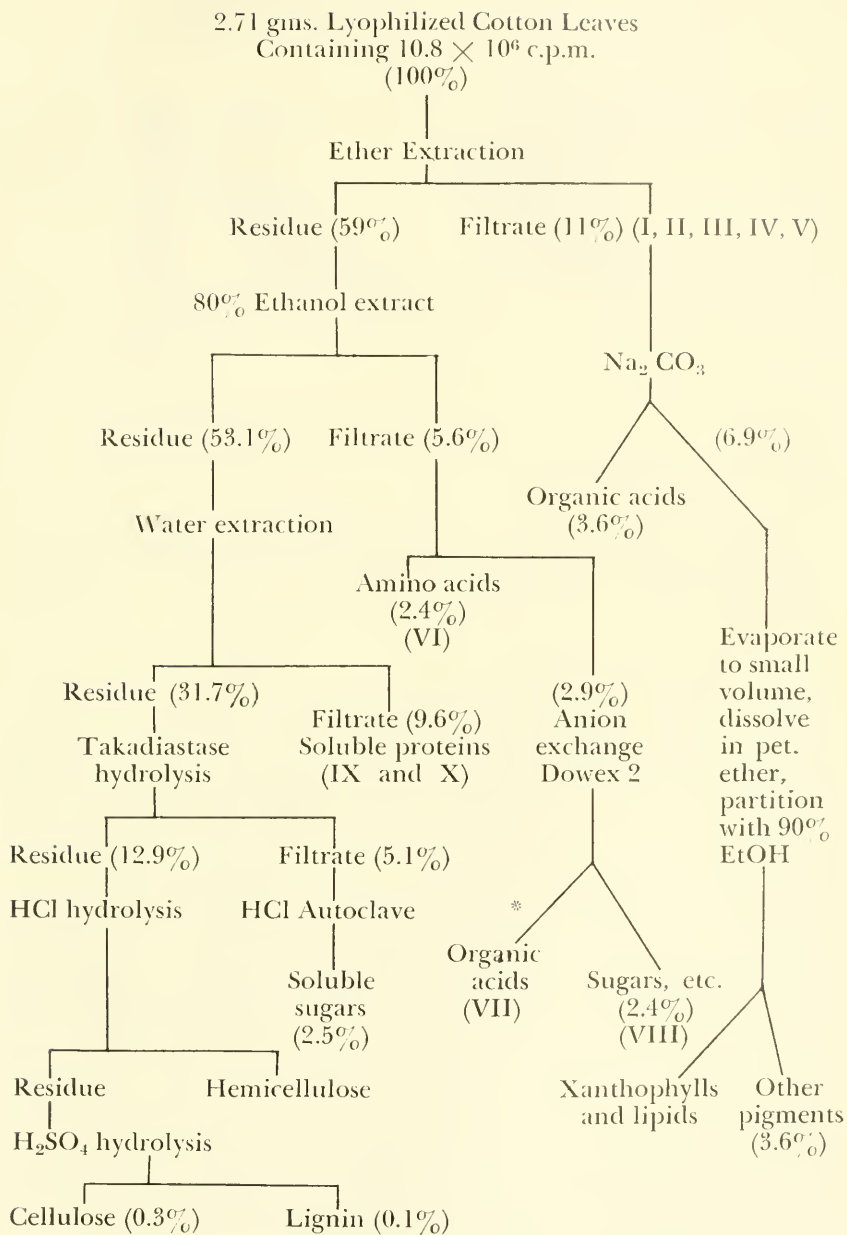 2.71 gms. Lyophilized Cotton Leaves
Containing 10.8 × 10⁶ c.p.m.
(100%)
Ether Extraction
Residue (59%)
Filtrate (11%) (I, II, III, IV, V)
80% Ethanol extract
Na₂ CO₃
Residue (53.1%)
Filtrate (5.6%)
(6.9%)
Organic acids
(3.6%)
Water extraction
Amino acids
(2.4%)
(VI)
Evaporate
to small
volume,
dissolve
in pet.
ether,
partition
with 90%
EtOH
Residue (31.7%)
Filtrate (9.6%)
Soluble proteins
(IX and X)
(2.9%)
Anion
exchange
Dowex 2
Takadiastase
hydrolysis
Residue (12.9%)
Filtrate (5.1%)
HCl hydrolysis
HCl Autoclave
*
Organic
acids
(VII)
Sugars, etc.
(2.4%)
(VIII)
Soluble
sugars
(2.5%)
Residue
Hemicellulose
Xanthophylls
and lipids
Other
pigments
(3.6%)
H₂SO₄ hydrolysis
Cellulose (0.3%)
Lignin (0.1%)